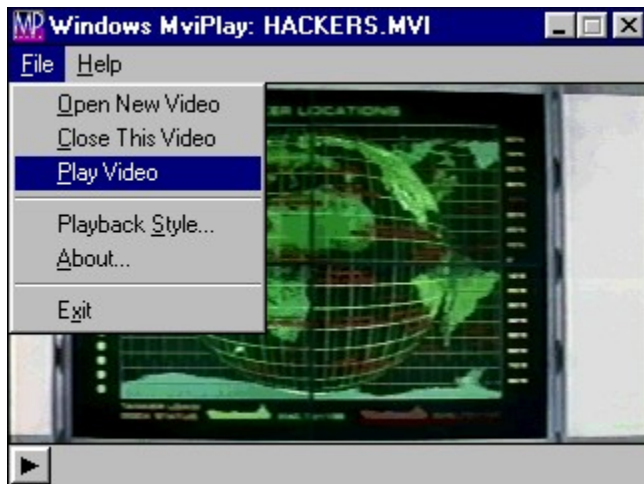 MP Windows MviPlay: HACKERS.MVI
File Help
Open New Video
Close This Video
Play Video
Playback Style...
About...
Exit
LOCATIONS